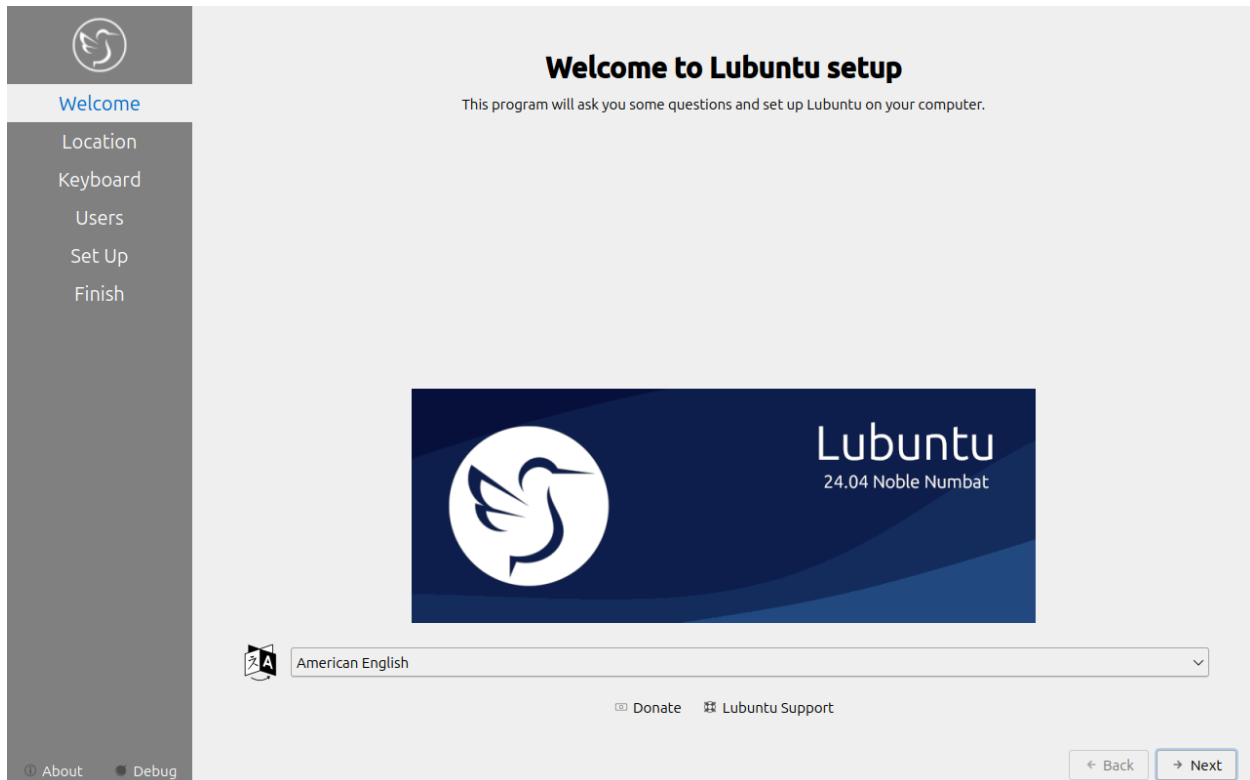 Welcome
Location
Keyboard
Users
Set Up
Finish
About Debug
Welcome to Lubuntu setup
This program will ask you some questions and set up Lubuntu on your computer.
Lubuntu
24.04 Noble Numbat
American English
Donate Lubuntu Support
Back Next